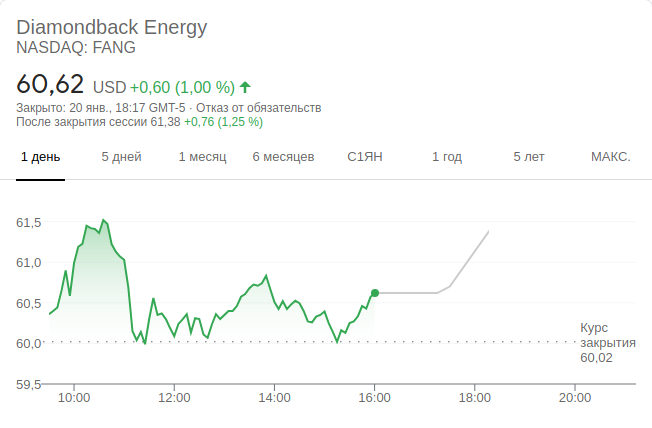 Diamondback Energy
NASDAQ: FANG
60,62 USD +0,60 (1,00 %) ↑
Закрыто: 20 янв., 18:17 GMT-5 · Отказ от обязательств
После закрытия сессии 61,38 +0,76 (1,25 %)
1 день 5 дней 1 месяц 6 месяцев С1ЯН 1 год 5 лет МАКС.
61,5
61,0
60,5
60,0
Курс
закрытия
60,02
59,5
10:00 12:00 14:00 16:00 18:00 20:00